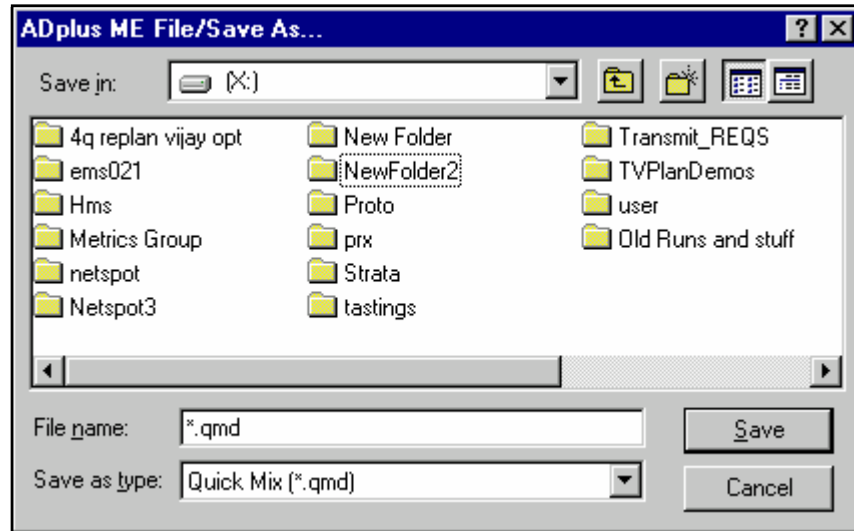 ADplus ME File/Save As...
Save in: (X:)
4q replan vijay opt
ems021
Hms
Metrics Group
netspot
Netspot3
New Folder
NewFolder2
Proto
prx
Strata
tastings
Transmit_REQS
TVPlanDemos
user
Old Runs and stuff
File name: *.qmd
Save
Save as type: Quick Mix (*.qmd)
Cancel